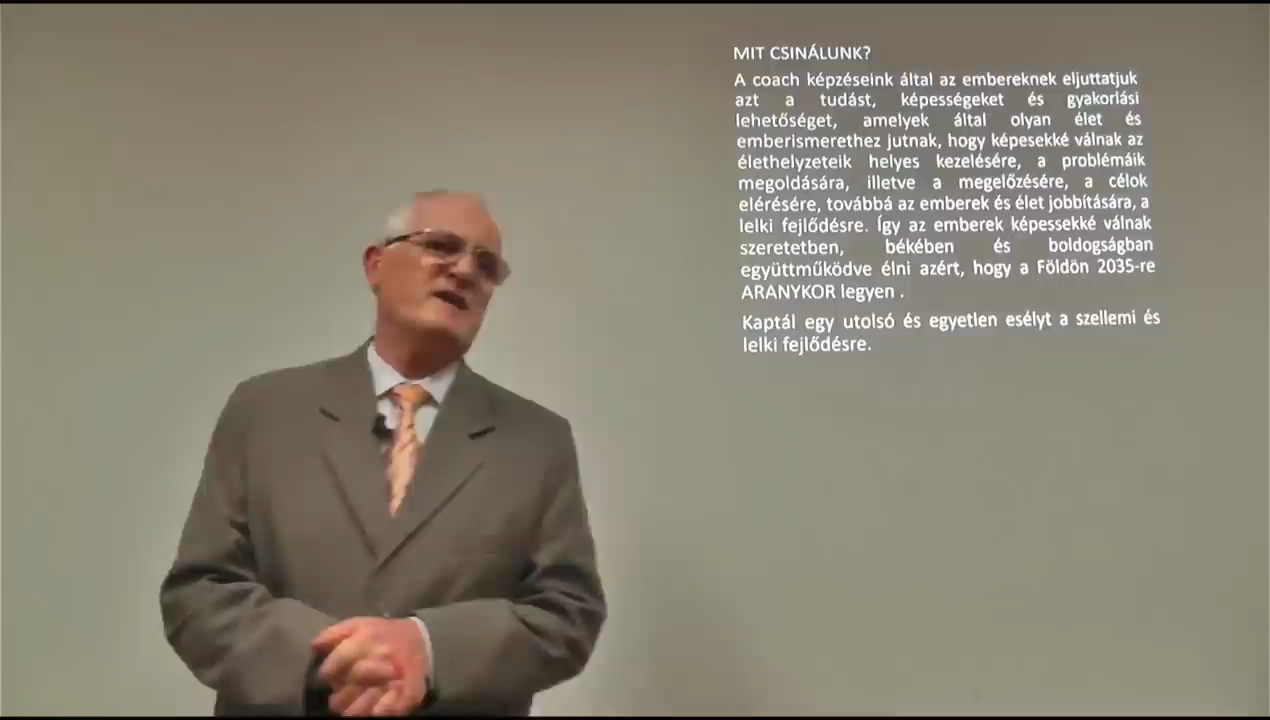 MIT CSINÁLUNK?
A coach képzéseink által az embereknek eljuttatjuk
azt a tudást, képességeket és gyakorlási
lehetőséget, amelyek által olyan élet és
emberismerethez jutnak, hogy képesekké válnak az
élethelyzeteik helyes kezelésére, a problémáik
megoldására, illetve a megelőzésére, a célok
elérésére, továbbá az emberek és élet jobbítására, a
lelki fejlődésre. Így az emberek képessekké válnak
szeretetben, békében és boldogságban
együttműködve élni azért, hogy a Földön 2035-re
ARANYKOR legyen .
Kaptál egy utolsó és egyetlen esélyt a szellemi és
lelki fejlődésre.